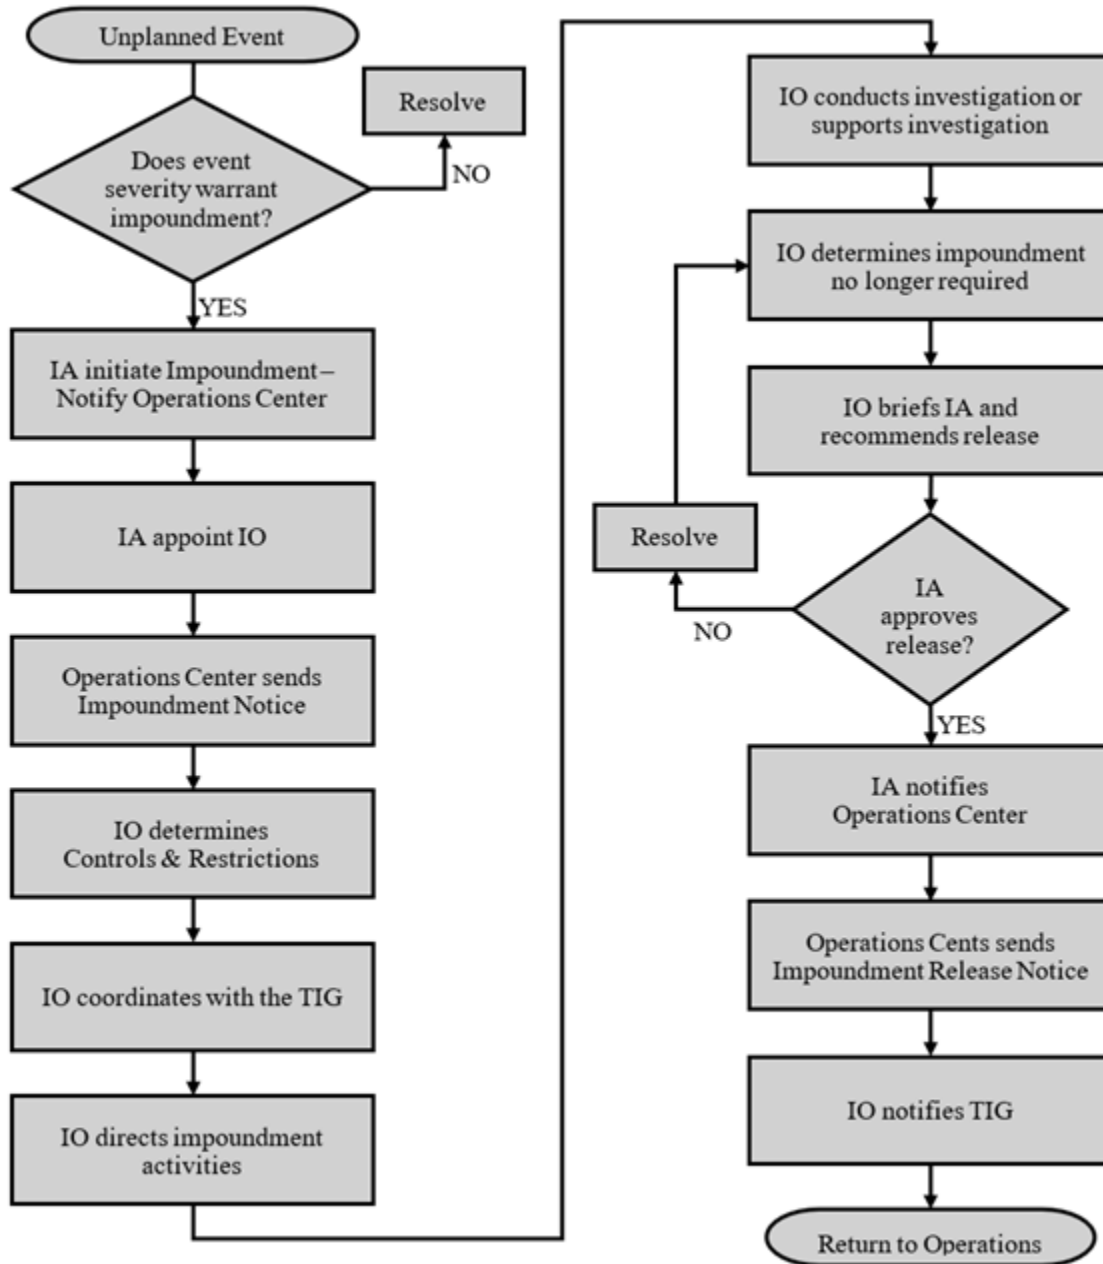 Unplanned Event
Does event
severity warrant
impoundment?
NO
Resolve
YES
IA initiate Impoundment–
Notify Operations Center
IA appoint IO
Operations Center sends
Impoundment Notice
IO determines
Controls & Restrictions
IO coordinates with the TIG
IO directs impoundment
activities
IO conducts investigation or
supports investigation
IO determines impoundment
no longer required
IO briefs IA and
recommends release
IA
approves
release?
NO
Resolve
YES
IA notifies
Operations Center
Operations Cents sends
Impoundment Release Notice
IO notifies TIG
Return to Operations